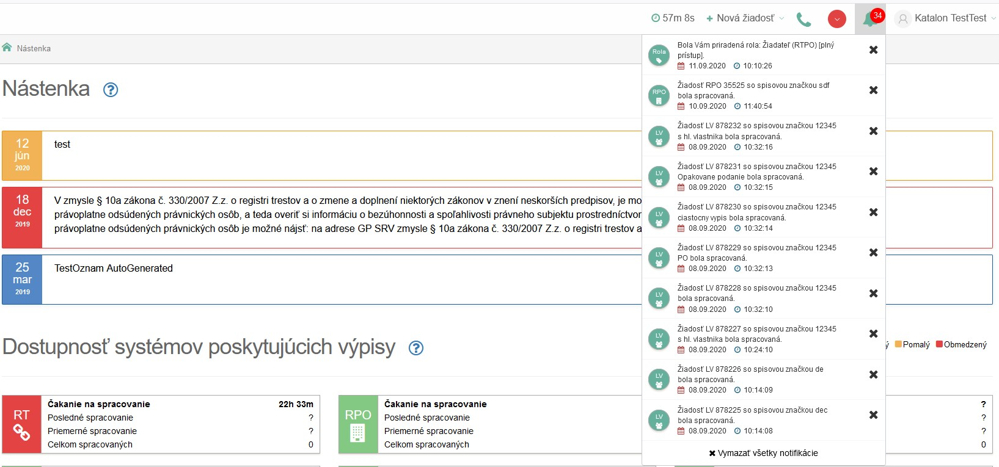 57m 8s
Nová žiadosť
34
Katalon TestTest
Nástenka
Nástenka
12
jún
2020
test
18
dec
2019
V zmysle § 10a zákona č. 330/2007 Z.z. o registri trestov a o zmene a doplnení niektorých zákonov v znení neskorších predpisov, je mo
právoplatne odsúdených právnických osôb, a teda overiť si informáciu o bezúhonnosti a spoľahlivosti právneho subjektu prostredníctvor
právoplatne odsúdených právnických osôb je možné nájsť: na adrese GP SRV zmysle § 10a zákona č. 330/2007 Z.z. o registri trestov a
25
mar
2019
TestOznam AutoGenerated
Dostupnosť systémov poskytujúcich výpisy
ý
Pomalý
Obmedzený
RT
Čakanie na spracovanie 22h 33m
Posledné spracovanie ?
Priemerné spracovanie ?
Celkom spracovaných 0
RPO
Čakanie na spracovanie
Posledné spracovanie
Priemerné spracovanie
Celkom spracovaných
?
?
?
0
Rola
Bola Vám priradená rola: Žiadateľ (RTPO) [plný
prístup].
11.09.2020 10:10:26
RPO
Žiadosť RPO 35525 so spisovou značkou sdf
bola spracovaná.
10.09.2020 11:40:54
LV
Žiadosť LV 878232 so spisovou značkou 12345
s hl. vlastnika bola spracovaná.
08.09.2020 10:32:16
LV
Žiadosť LV 878231 so spisovou značkou 12345
Opakovane podanie bola spracovaná.
08.09.2020 10:32:15
LV
Žiadosť LV 878230 so spisovou značkou 12345
ciastocny vypis bola spracovaná.
08.09.2020 10:32:14
LV
Žiadosť LV 878229 so spisovou značkou 12345
PO bola spracovaná.
08.09.2020 10:32:13
LV
Žiadosť LV 878228 so spisovou značkou 12345
bola spracovaná.
08.09.2020 10:32:10
LV
Žiadosť LV 878227 so spisovou značkou 12345
s hl. vlastnika bola spracovaná.
08.09.2020 10:24:10
LV
Žiadosť LV 878226 so spisovou značkou de
bola spracovaná.
08.09.2020 10:14:09
LV
Žiadosť LV 878225 so spisovou značkou dec
bola spracovaná.
08.09.2020 10:14:08
Vymazať všetky notifikácie